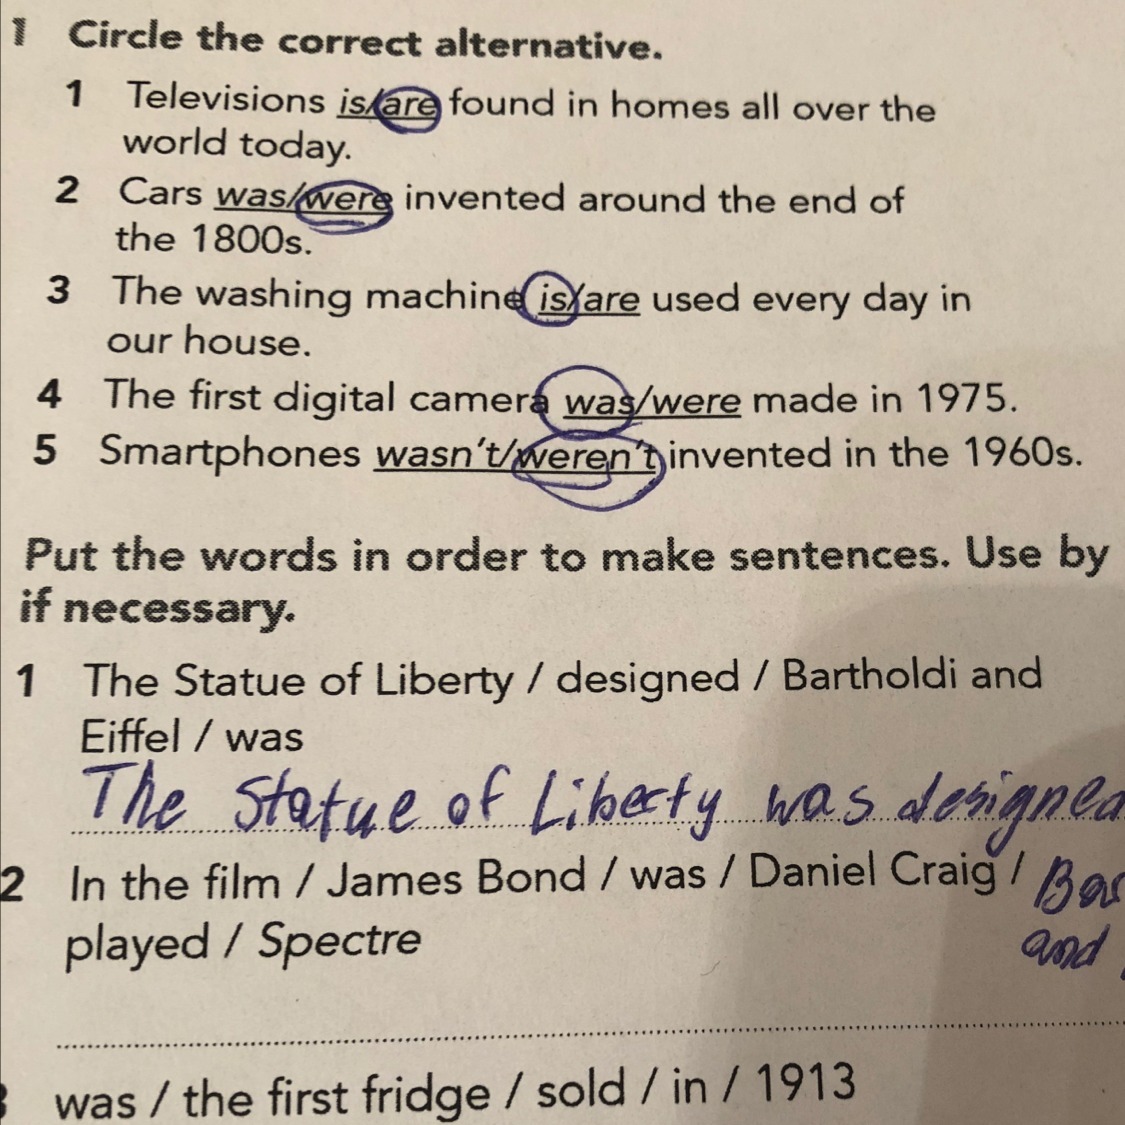 1 Circle the correct alternative.
1 Televisions is/are found in homes all over the
world today.
2 Cars was/were invented around the end of
the 1800s.
3 The washing machine is/are used every day in
our house.
4 The first digital camera was/were made in 1975.
5 Smartphones wasn't/weren't invented in the 1960s.
Put the words in order to make sentences. Use by
if necessary.
1 The Statue of Liberty / designed / Bartholdi and
Eiffel / was
The Statue of Liberty was designed
2 In the film / James Bond / was / Daniel Craig /
played / Spectre
and
was / the first fridge / sold / in / 1913